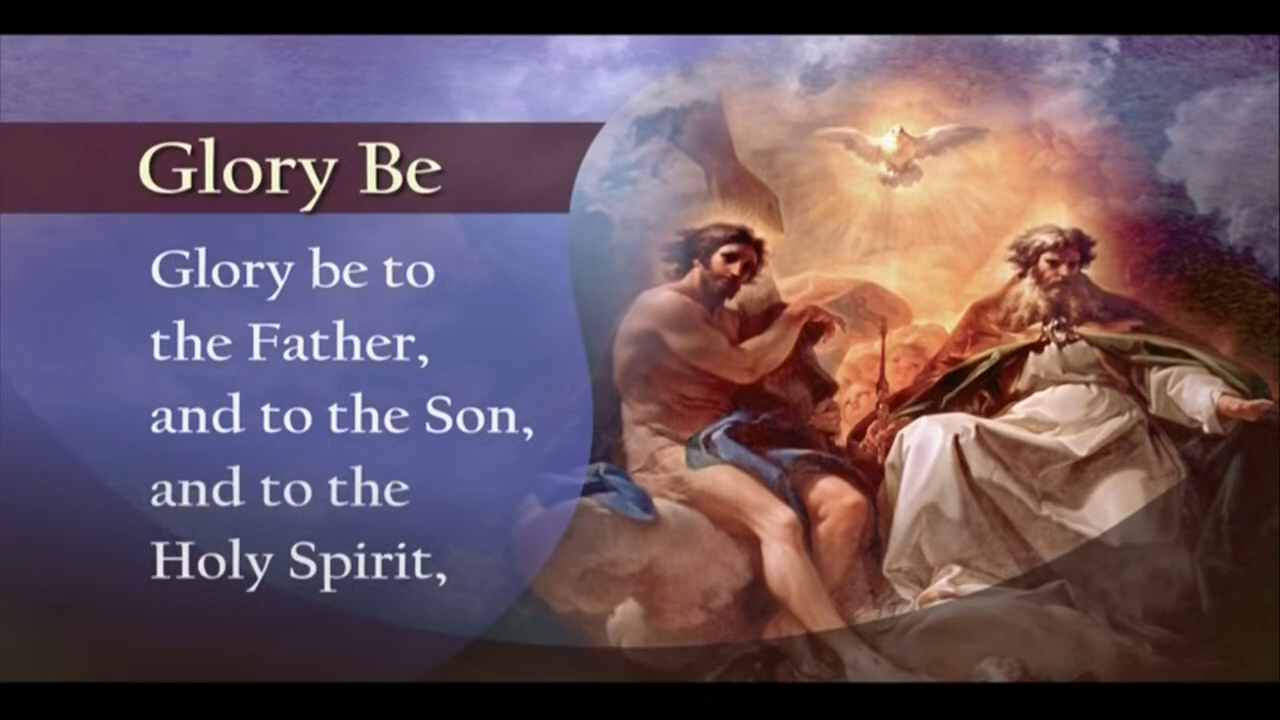 Glory Be
Glory be to
the Father,
and to the Son,
and to the
Holy Spirit,